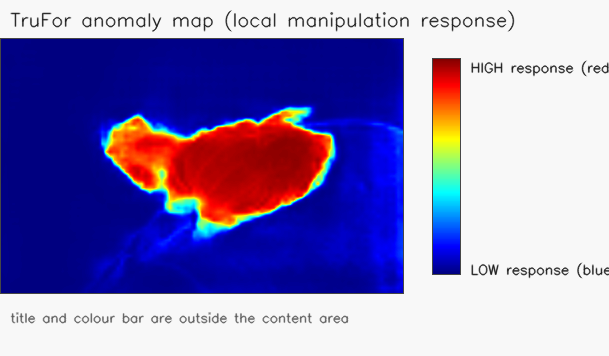 TruFor anomaly map (local manipulation response)
HIGH response (red
LOW response (blue
title and colour bar are outside the content area